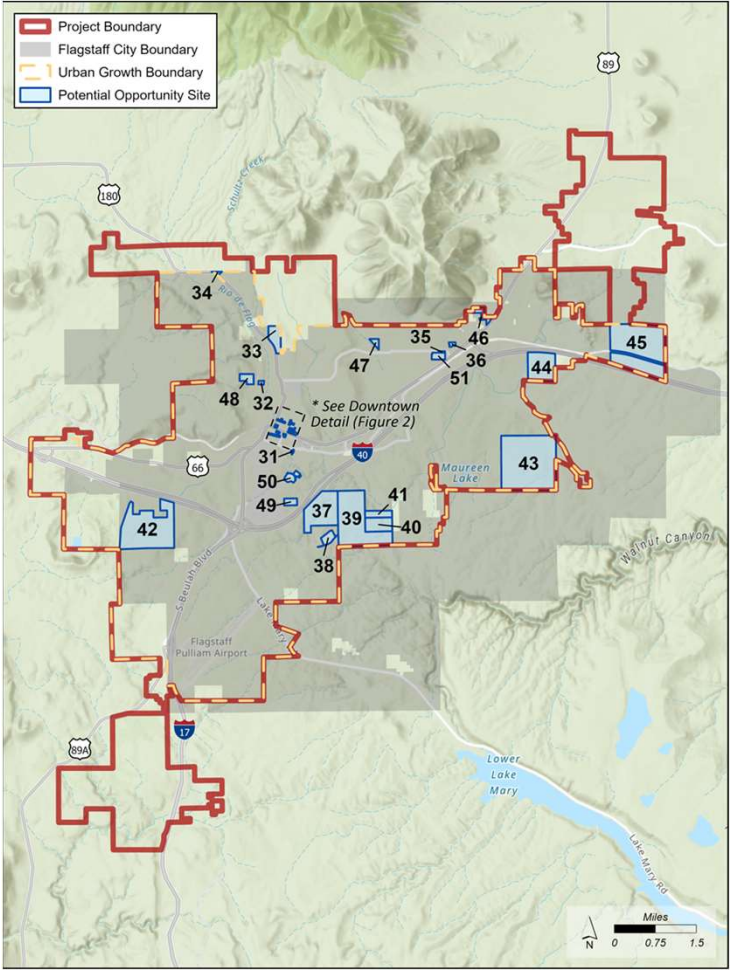 Project Boundary
Flagstaff City Boundary
Urban Growth Boundary
Potential Opportunity Site
89
180
Schultz Creek
34
Rio de Flag
33
35
46
36
45
47
51
44
48
32
* See Downtown
Detail (Figure 2)
31
40
66
43
Maureen
Lake
50
49
37
41
39
40
42
38
Walnut Canyon
S Beulah Blvd
Lake Mary
Flagstaff
Pulliam Airport
17
89A
Lower
Lake
Mary
Lake Mary Rd
Miles
N
0 0.75 1.5